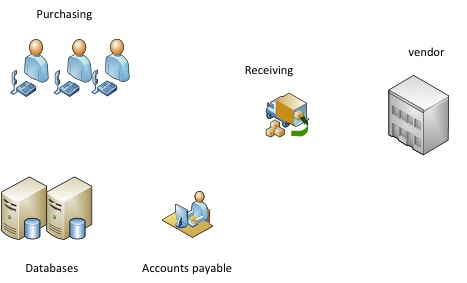 Purchasing
vendor
Receiving
Databases
Accounts payable